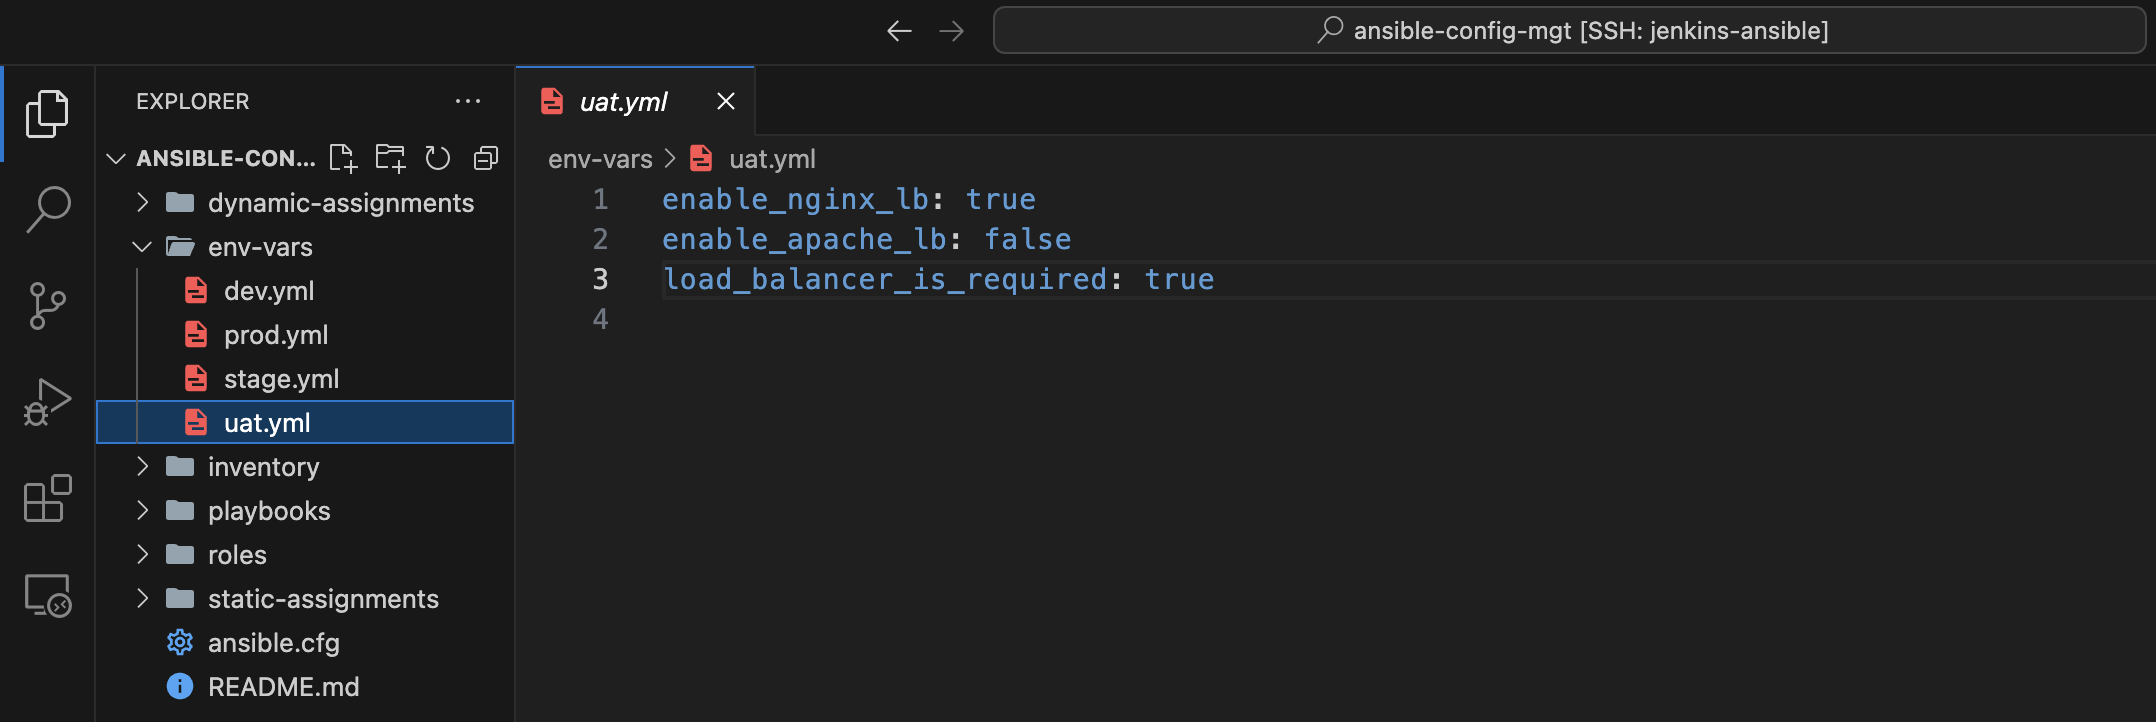 ansible-config-mgt [SSH: jenkins-ansible]
EXPLORER
ANSIBLE-CON...
dynamic-assignments
env-vars
dev.yml
prod.yml
stage.yml
uat.yml
inventory
playbooks
roles
static-assignments
ansible.cfg
README.md
uat.yml
env-vars > uat.yml
1 enable_nginx_lb: true
2 enable_apache_lb: false
3 load_balancer_is_required: true
4